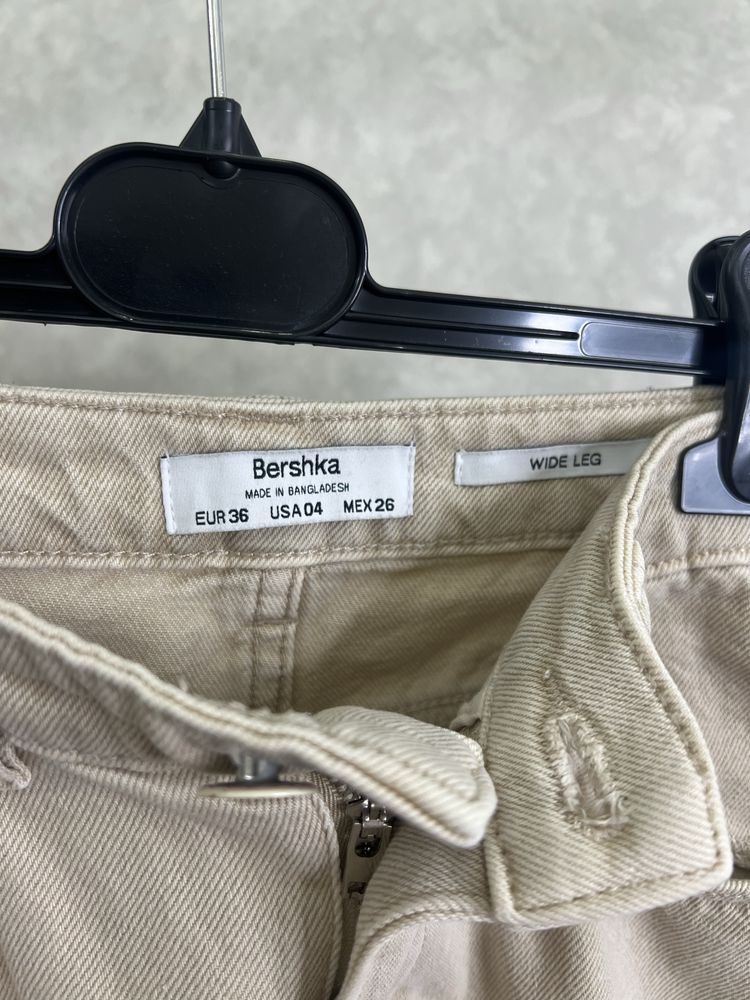 Bershka
MADE IN BANGLADESH
EUR 36 USA 04 MEX 26
WIDE LEG